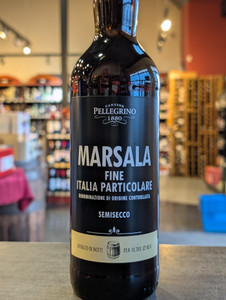 CANTINE
PELLEGRINO
1880
MARSALA
FINE
ITALIA PARTICOLARE
DENOMINAZIONE DI ORIGINE CONTROLLATA
SEMISECCO